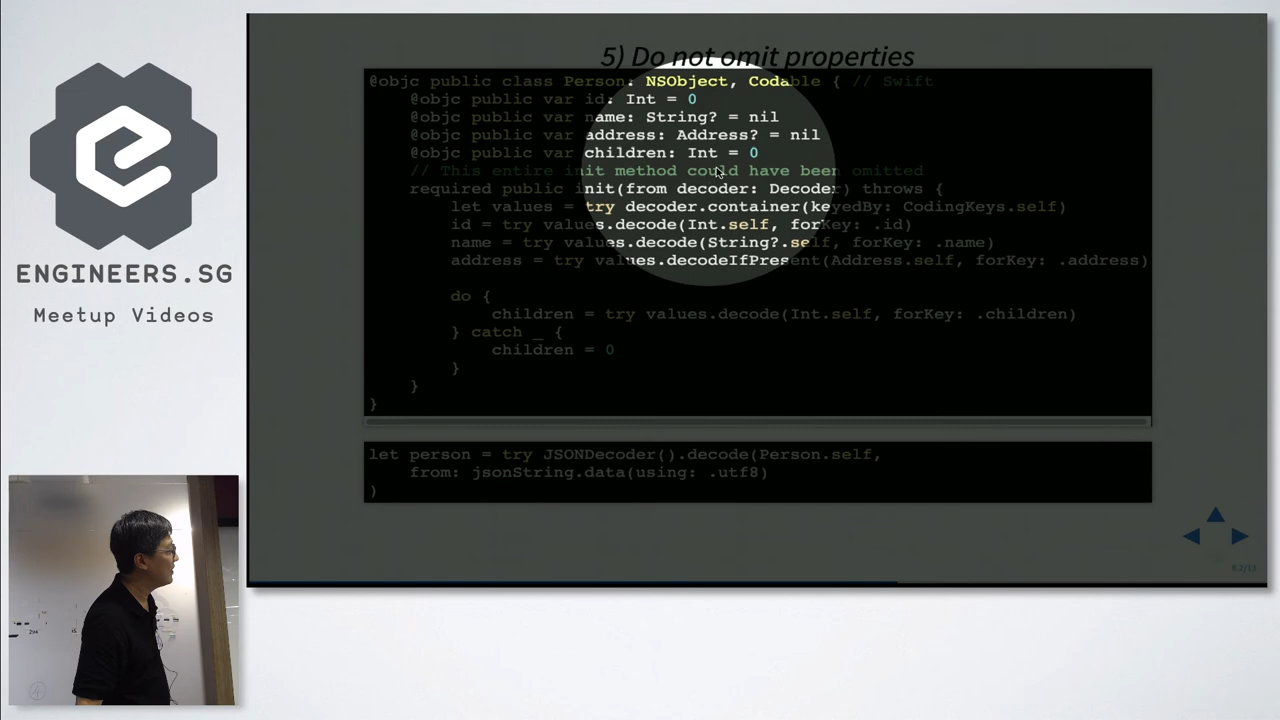 5) Do not omit properties
@objc public class Person: NSObject, Codable { // Swift
@objc public var id: Int = 0
@objc public var name: String? = nil
@objc public var address: Address? = nil
@objc public var children: Int = 0
// This entire init method could have been omitted
required public init(from decoder: Decoder) throws {
let values = try decoder.container(keyedBy: CodingKeys.self)
id = try values.decode(Int.self, forKey: .id)
name = try values.decode(String?.self, forKey: .name)
address = try values.decodeIfPresent(Address.self, forKey: .address)
do {
children = try values.decode(Int.self, forKey: .children)
} catch _ {
children = 0
}
}
}
let person = try JSONDecoder().decode(Person.self,
from: jsonString.data(using: .utf8)
)
8.2/13
ENGINEERS.SG
Meetup Videos